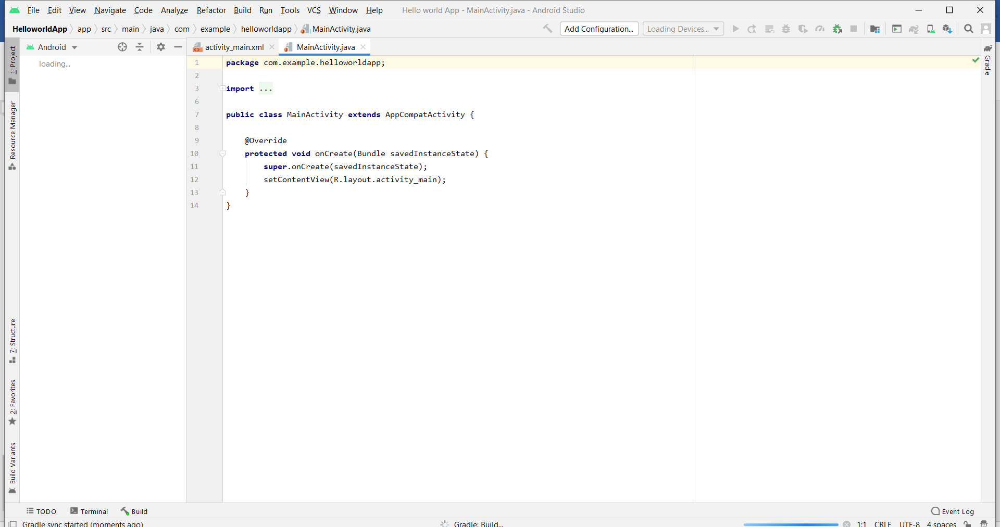 File Edit View Navigate Code Analyze Refactor Build Run Tools VCS Window Help Hello world App - MainActivity.java - Android Studio
HelloworldApp app src main java com example helloworldapp MainActivity.java Add Configuration... Loading Devices...
Android activity_main.xml MainActivity.java
loading...
1: Project
Resource Manager
7: Structure
2: Favorites
Build Variants
1 package com.example.helloworldapp;
2
3 import ...
6
7 public class MainActivity extends AppCompatActivity {
8
9 @Override
10 protected void onCreate(Bundle savedInstanceState) {
11 super.onCreate(savedInstanceState);
12 setContentView(R.layout.activity_main);
13 }
14 }
Gradle
TODO Terminal Build Event Log
Gradle sync started (moments ago) Gradle: Build... 1:1 CRLF UTF-8 4 spaces